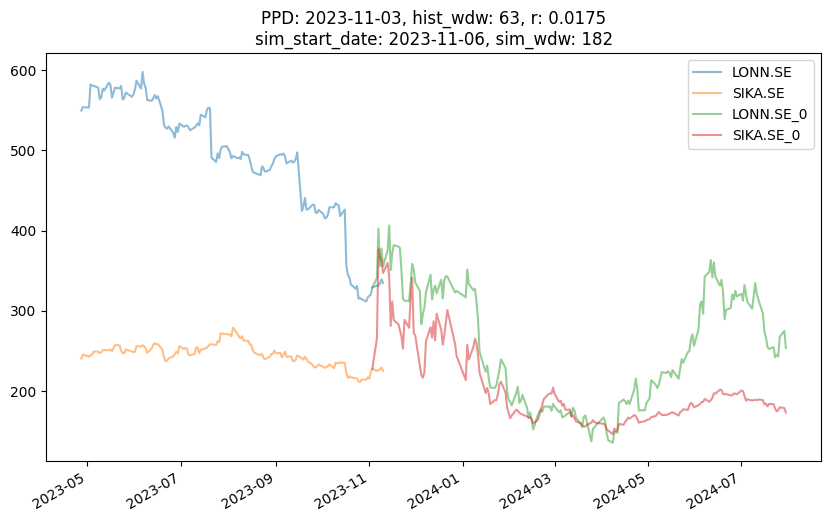 PPD: 2023-11-03, hist_wdw: 63, r: 0.0175
sim_start_date: 2023-11-06, sim_wdw: 182
LONN.SE
SIKA.SE
LONN.SE_0
SIKA.SE_0
600
500
400
300
200
2023-05
2023-07
2023-09
2023-11
2024-01
2024-03
2024-05
2024-07